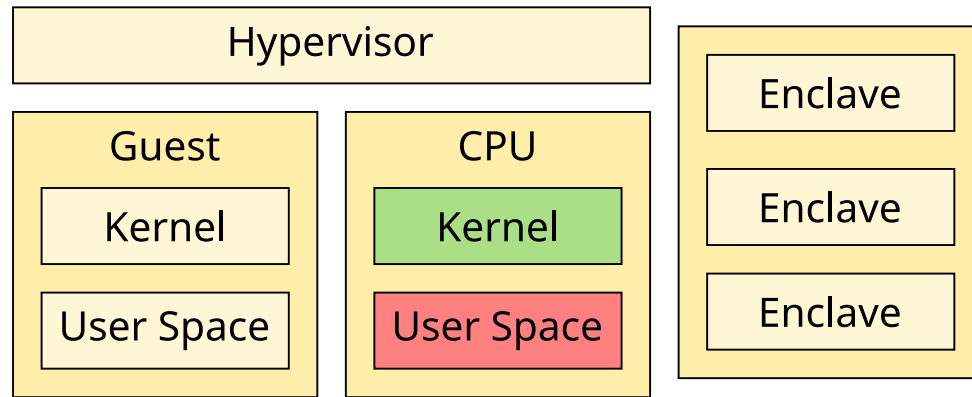 Hypervisor
Guest
Kernel
User Space
CPU
Kernel
User Space
Enclave
Enclave
Enclave